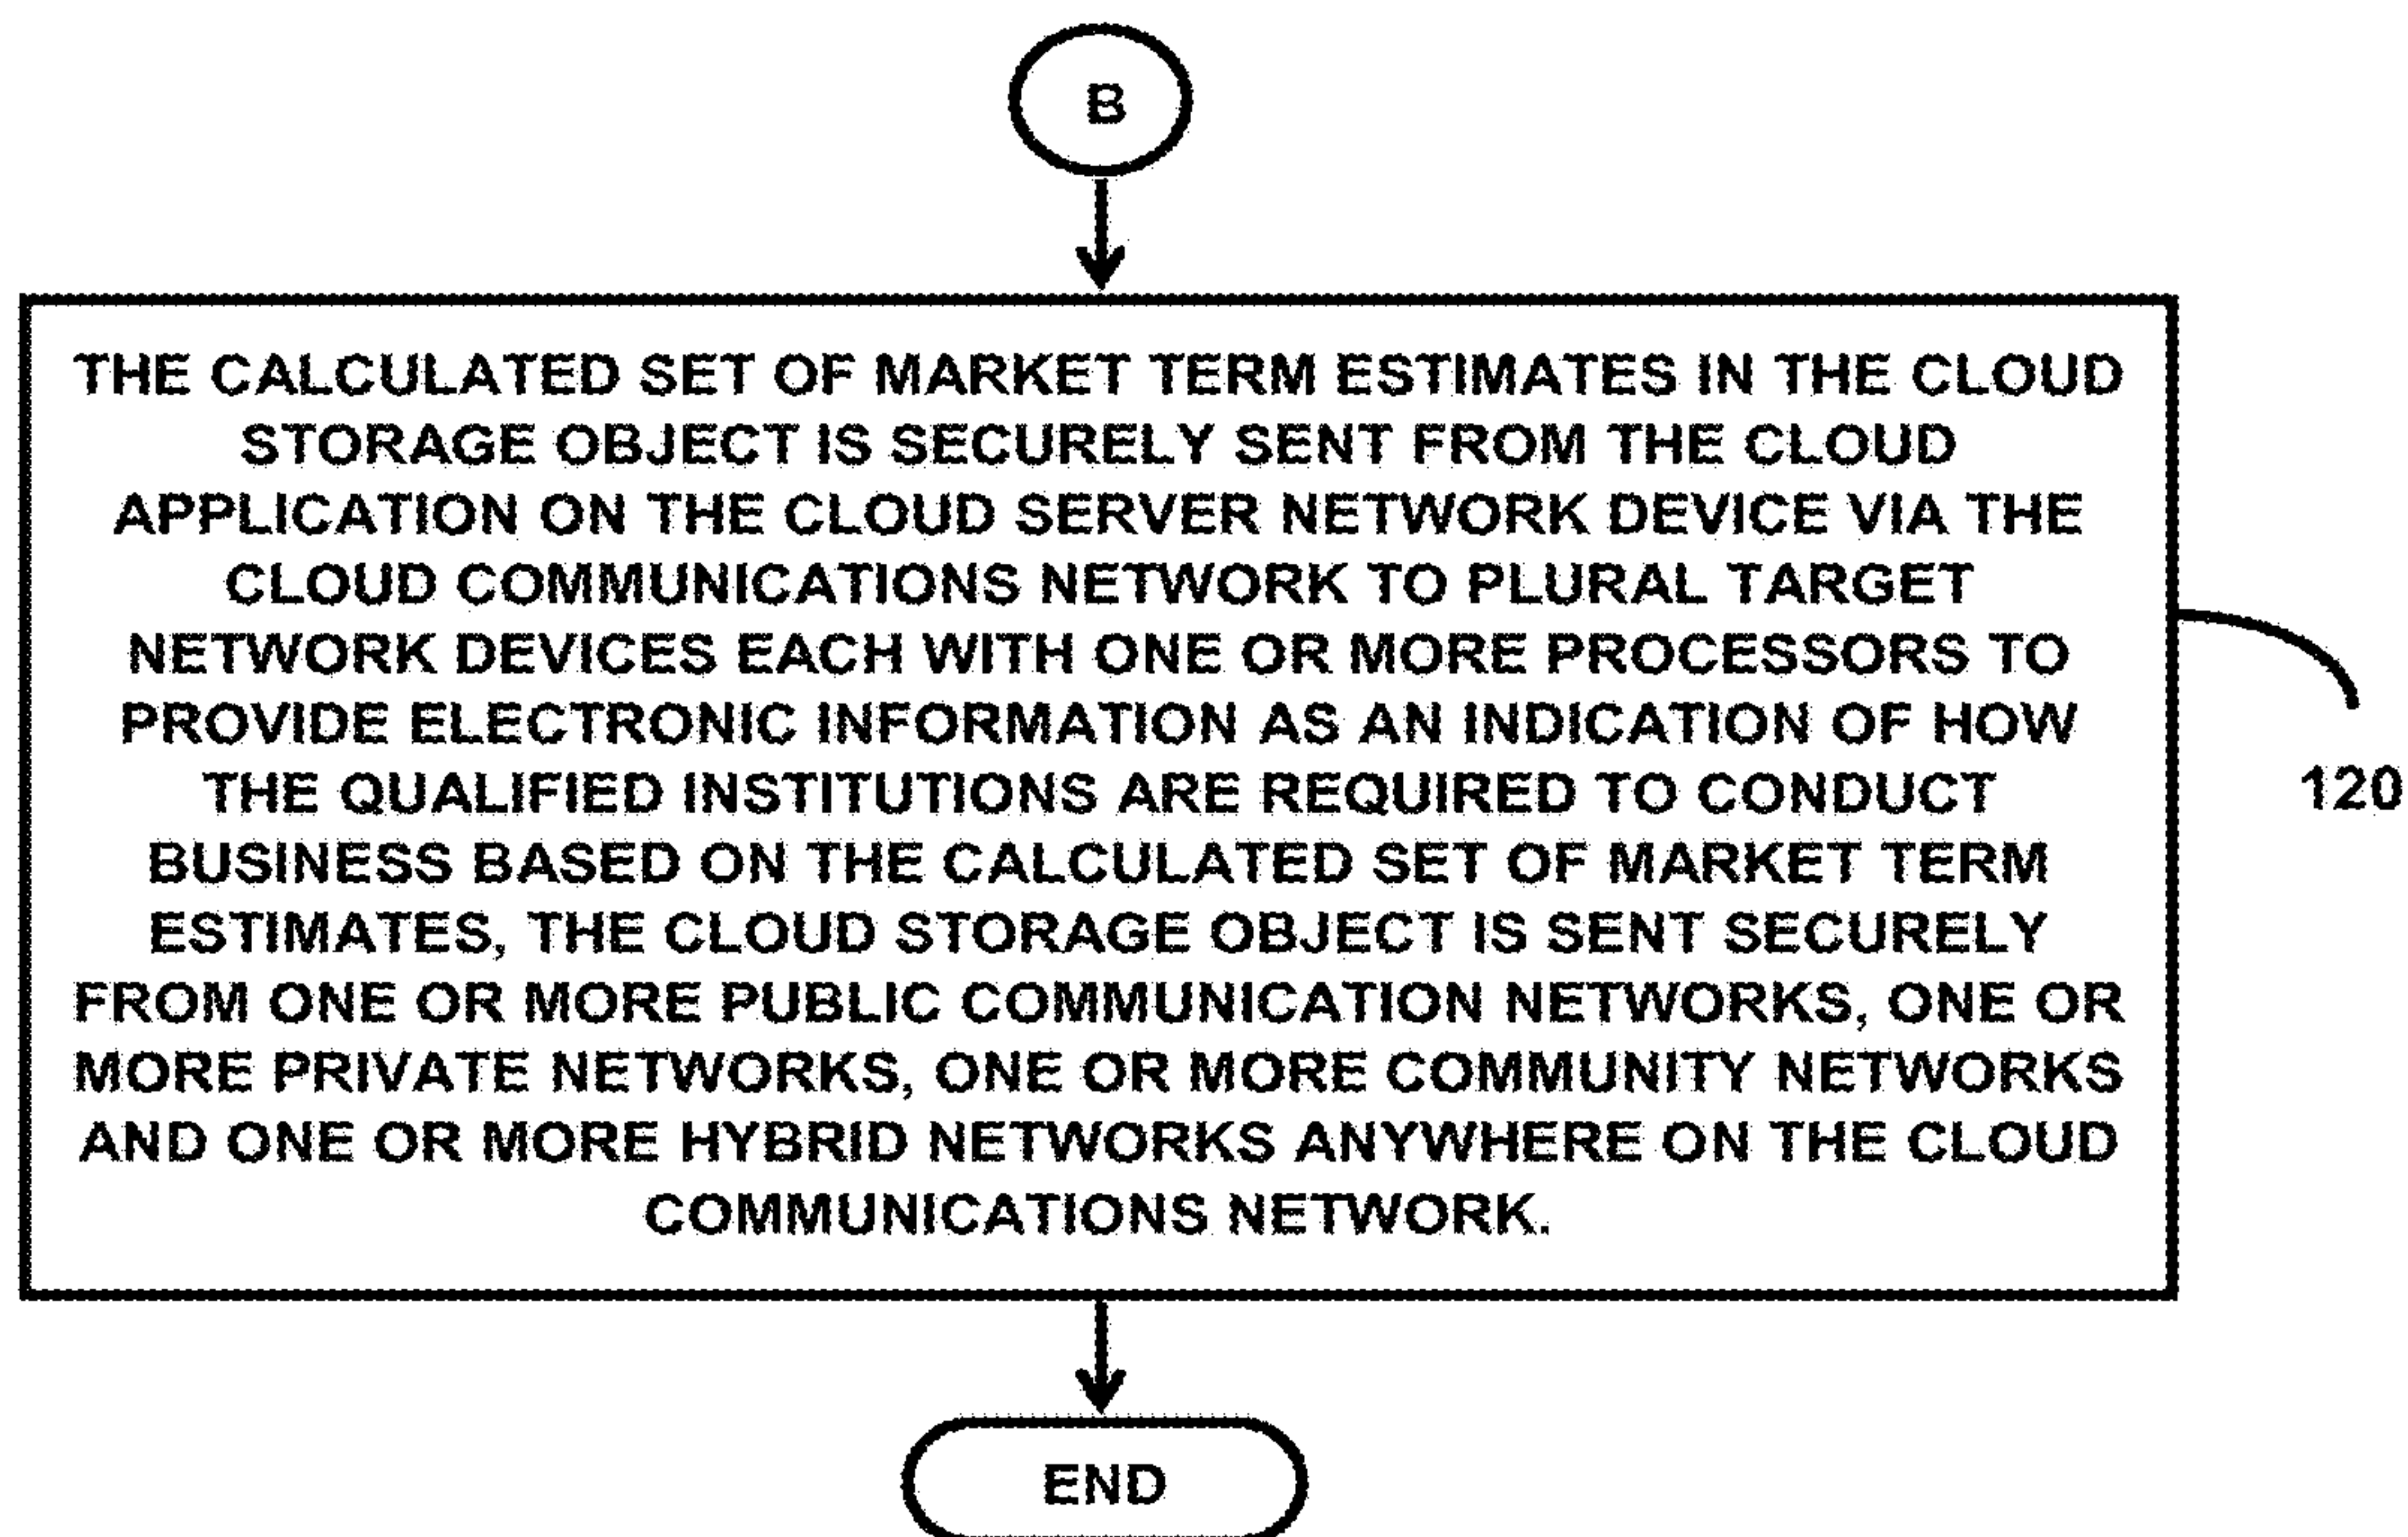 B
THE CALCULATED SET OF MARKET TERM ESTIMATES IN THE CLOUD
STORAGE OBJECT IS SECURELY SENT FROM THE CLOUD
APPLICATION ON THE CLOUD SERVER NETWORK DEVICE VIA THE
CLOUD COMMUNICATIONS NETWORK TO PLURAL TARGET
NETWORK DEVICES EACH WITH ONE OR MORE PROCESSORS TO
PROVIDE ELECTRONIC INFORMATION AS AN INDICATION OF HOW
THE QUALIFIED INSTITUTIONS ARE REQUIRED TO CONDUCT
BUSINESS BASED ON THE CALCULATED SET OF MARKET TERM
ESTIMATES, THE CLOUD STORAGE OBJECT IS SENT SECURELY
FROM ONE OR MORE PUBLIC COMMUNICATION NETWORKS, ONE OR
MORE PRIVATE NETWORKS, ONE OR MORE COMMUNITY NETWORKS
AND ONE OR MORE HYBRID NETWORKS ANYWHERE ON THE CLOUD
COMMUNICATIONS NETWORK.
120
END